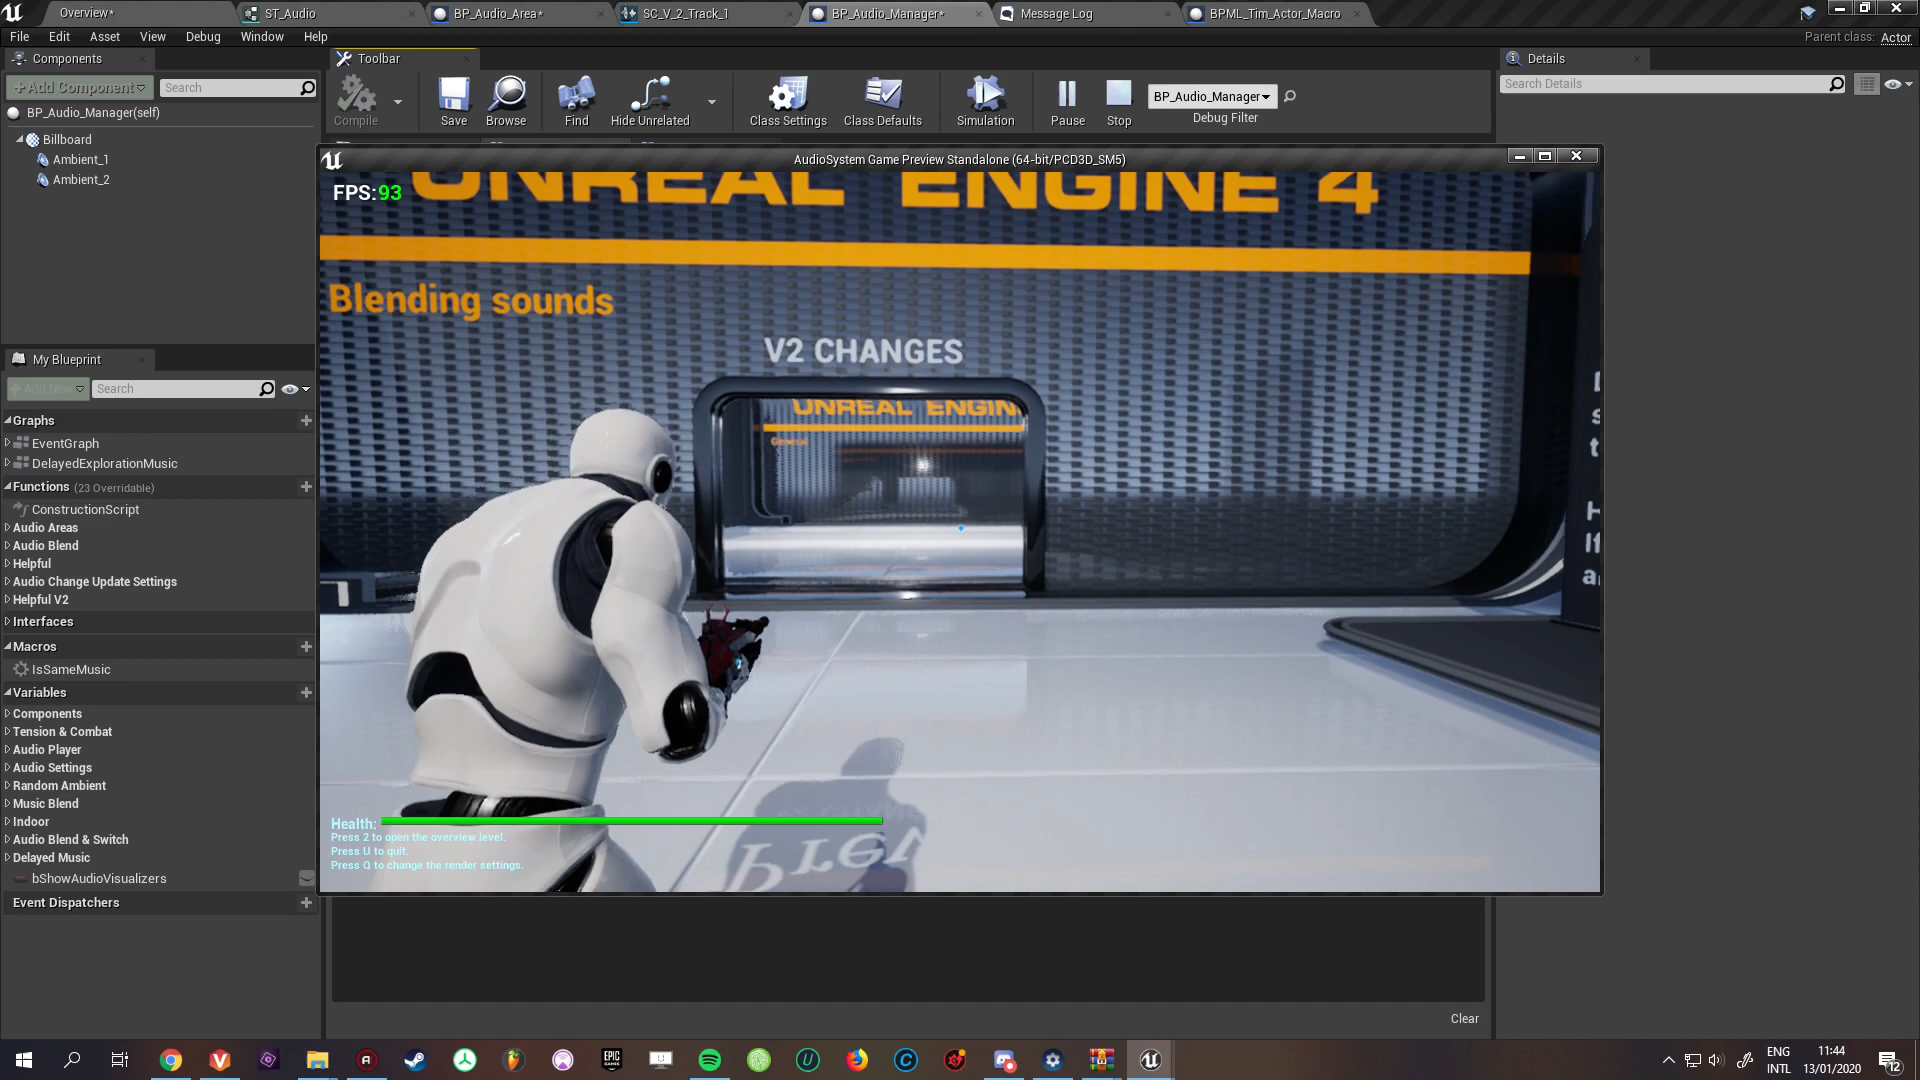 Overview*
ST_Audio
BP_Audio_Area*
SC_V_2_Track_1
BP_Audio_Manager*
Message Log
BPML_Tim_Actor_Macro
File Edit Asset View Debug Window Help
Parent class: Actor
Components
Toolbar
Details
+Add Component
Search
Search Details
BP_Audio_Manager(self)
Compile
Save
Browse
Find
Hide Unrelated
Class Settings
Class Defaults
Simulation
Pause
Stop
BP_Audio_Manager
Debug Filter
Billboard
Ambient_1
Ambient_2
AudioSystem Game Preview Standalone (64-bit/PCD3D_SM5)
FPS:93
UNREAL ENGINE 4
Blending sounds
V2 CHANGES
UNREAL ENGIN
General
My Blueprint
+Add New
Search
Graphs
EventGraph
DelayedExplorationMusic
Functions (23 Overridable)
ConstructionScript
Audio Areas
Audio Blend
Helpful
Audio Change Update Settings
Helpful V2
Interfaces
Macros
IsSameMusic
Variables
Components
Tension & Combat
Audio Player
Audio Settings
Random Ambient
Music Blend
Indoor
Audio Blend & Switch
Delayed Music
bShowAudioVisualizers
Event Dispatchers
Health:
Press 2 to open the overview level.
Press U to quit.
Press Q to change the render settings.
Clear
EPIC GAMES
ENG
INTL
11:44
13/01/2020
12